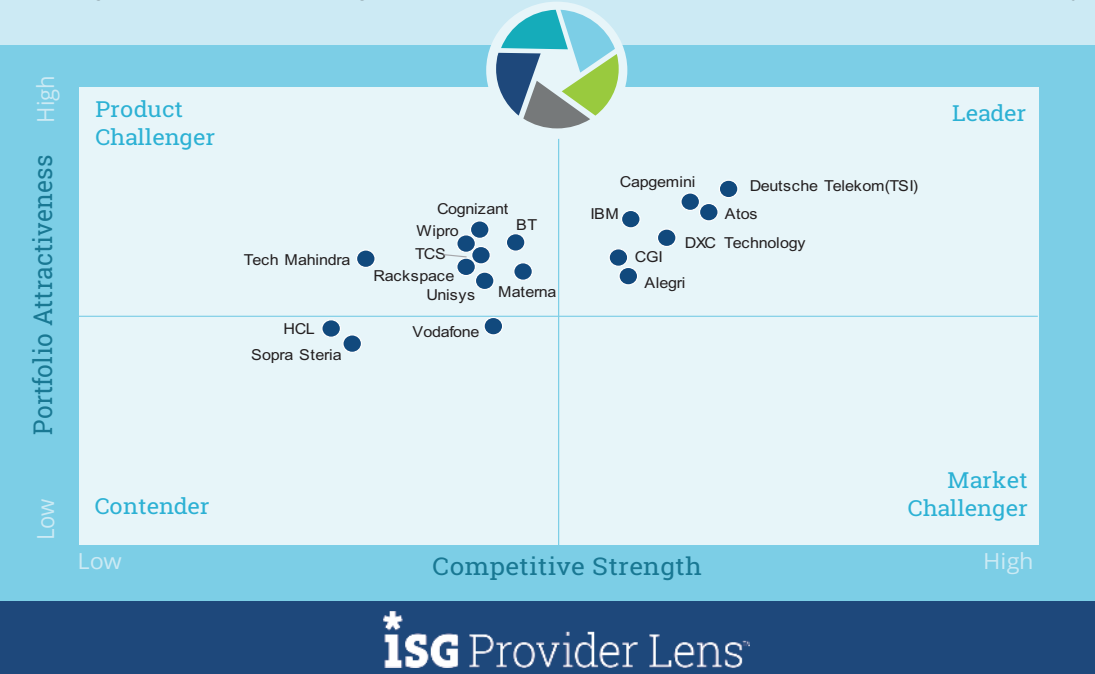 High
Product
Challenger
Leader
Portfolio Attractiveness
Capgemini
Deutsche Telekom(TSI)
IBM
Atos
Cognizant
BT
Wipro
DXC Technology
TCS
CGI
Tech Mahindra
Rackspace
Alegri
Unisys
Materna
HCL
Vodafone
Sopra Steria
Contender
Market
Challenger
Low
Low
Competitive Strength
High
ISG Provider Lens™